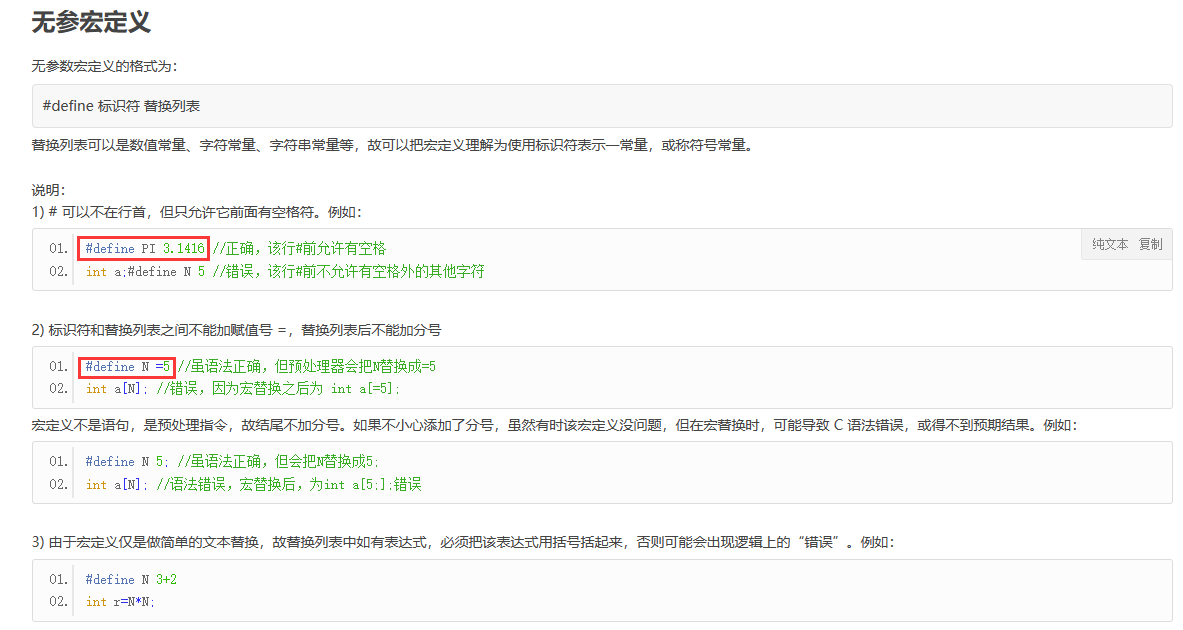 无参宏定义
无参数宏定义的格式为：
#define 标识符 替换列表
替换列表可以是数值常量、字符常量、字符串常量等，故可以把宏定义理解为使用标识符表示一常量，或称符号常量。
说明：
1) # 可以不在行首，但只允许它前面有空格符。例如：
纯文本 复制
01. #define PI 3.1416 //正确，该行#前允许有空格
02. int a;#define N 5 //错误，该行#前不允许有空格外的其他字符
2) 标识符和替换列表之间不能加赋值号 =，替换列表后不能加分号
01. #define N =5 //虽语法正确，但预处理器会把N替换成=5
02. int a[N]; //错误，因为宏替换之后为 int a[=5];
宏定义不是语句，是预处理指令，故结尾不加分号。如果不小心添加了分号，虽然有时该宏定义没问题，但在宏替换时，可能导致 C 语法错误，或得不到预期结果。例如：
01. #define N 5; //虽语法正确，但会把N替换成5;
02. int a[N]; //语法错误，宏替换后，为int a[5;];错误
3) 由于宏定义仅是做简单的文本替换，故替换列表中如有表达式，必须把该表达式用括号括起来，否则可能会出现逻辑上的“错误”。例如：
01. #define N 3+2
02. int r=N*N;